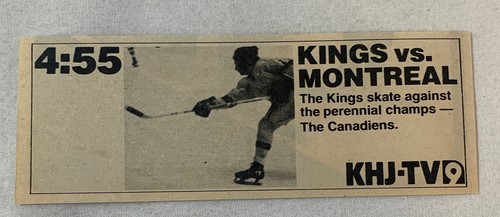 4:55
KINGS vs.
MONTREAL
The Kings skate against
the perennial champs —
The Canadiens.
KHJ-TV9